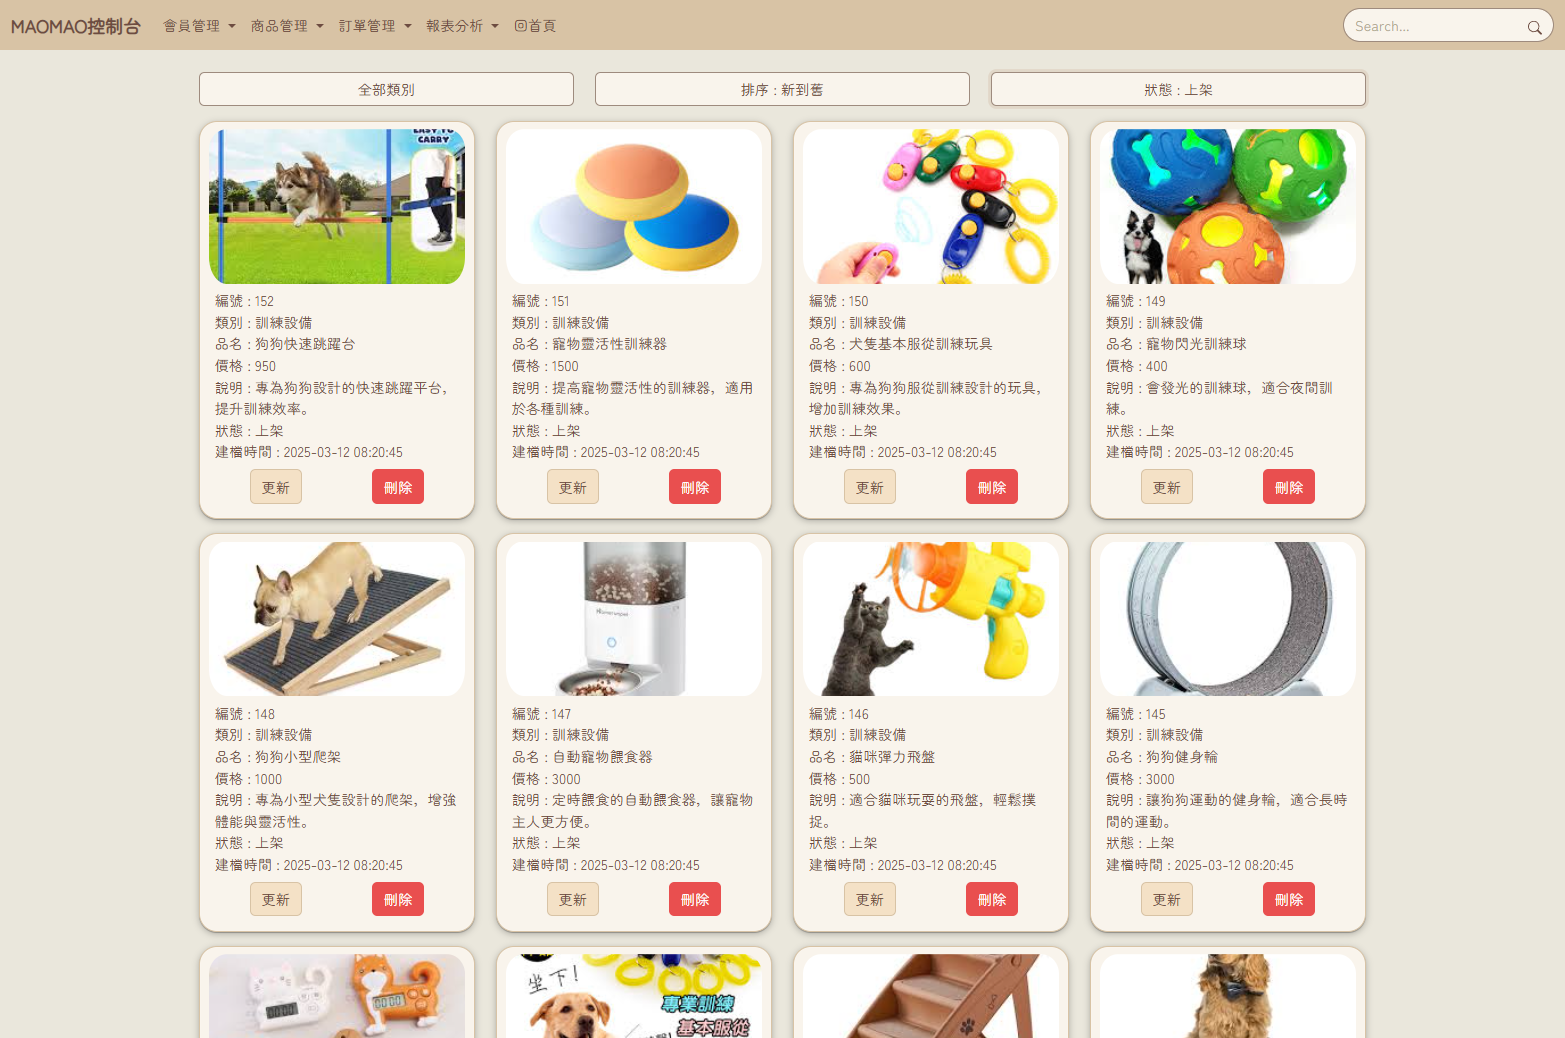 MAOMAO控制台 會員管理 商品管理 訂單管理 報表分析 回首頁 Search...
全部類別 排序 : 新到舊 狀態 : 上架
EASY TO
CARRY
編號 : 152
類別 : 訓練設備
品名 : 狗狗快速跳躍台
價格 : 950
說明 : 專為狗狗設計的快速跳躍平台，
提升訓練效率。
狀態 : 上架
建檔時間 : 2025-03-12 08:20:45
更新 刪除
編號 : 151
類別 : 訓練設備
品名 : 寵物靈活性訓練器
價格 : 1500
說明 : 提高寵物靈活性的訓練器，適用
於各種訓練。
狀態 : 上架
建檔時間 : 2025-03-12 08:20:45
更新 刪除
編號 : 150
類別 : 訓練設備
品名 : 犬隻基本服從訓練玩具
價格 : 600
說明 : 專為狗狗服從訓練設計的玩具，
增加訓練效果。
狀態 : 上架
建檔時間 : 2025-03-12 08:20:45
更新 刪除
編號 : 149
類別 : 訓練設備
品名 : 寵物閃光訓練球
價格 : 400
說明 : 會發光的訓練球，適合夜間訓
練。
狀態 : 上架
建檔時間 : 2025-03-12 08:20:45
更新 刪除
編號 : 148
類別 : 訓練設備
品名 : 狗狗小型爬架
價格 : 1000
說明 : 專為小型犬隻設計的爬架，增強
體能與靈活性。
狀態 : 上架
建檔時間 : 2025-03-12 08:20:45
更新 刪除
編號 : 147
類別 : 訓練設備
品名 : 自動寵物餵食器
價格 : 3000
說明 : 定時餵食的自動餵食器，讓寵物
主人更方便。
狀態 : 上架
建檔時間 : 2025-03-12 08:20:45
更新 刪除
編號 : 146
類別 : 訓練設備
品名 : 貓咪彈力飛盤
價格 : 500
說明 : 適合貓咪玩耍的飛盤，輕鬆撲
捉。
狀態 : 上架
建檔時間 : 2025-03-12 08:20:45
更新 刪除
編號 : 145
類別 : 訓練設備
品名 : 狗狗健身輪
價格 : 3000
說明 : 讓狗狗運動的健身輪，適合長時
間的運動。
狀態 : 上架
建檔時間 : 2025-03-12 08:20:45
更新 刪除
坐下!
專業訓練
基本服從